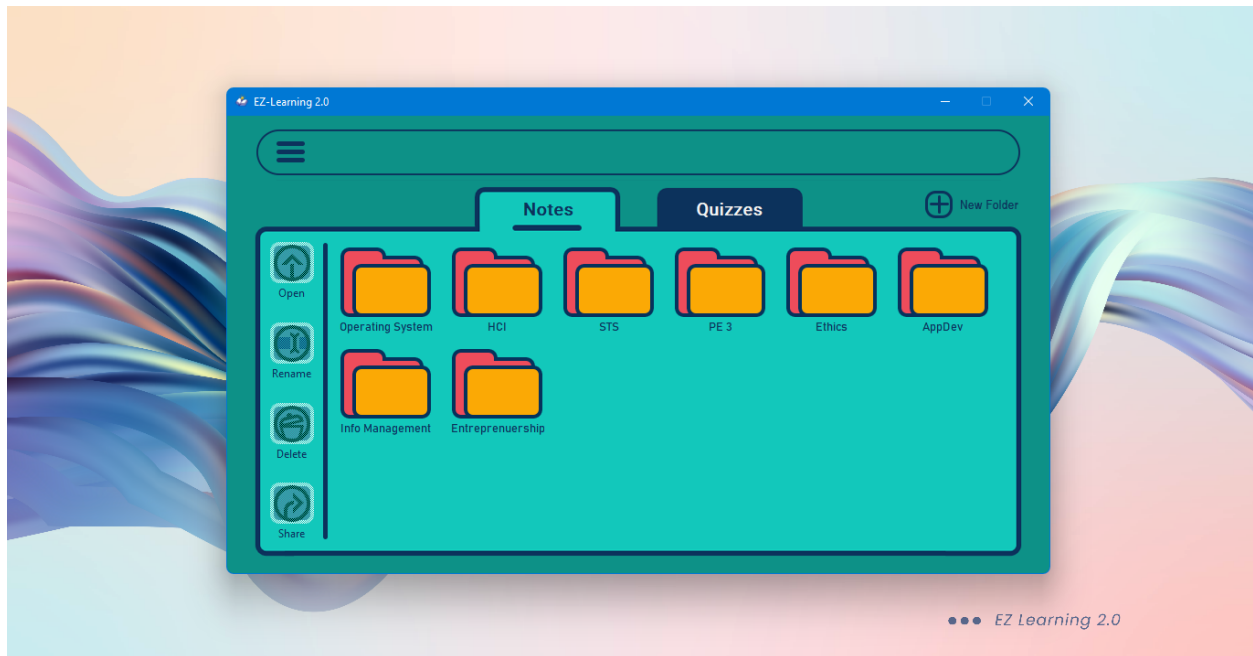 EZ-Learning 2.0
Notes
Quizzes
New Folder
Open
Rename
Delete
Share
Operating System
HCI
STS
PE 3
Ethics
AppDev
Info Management
Entreprenuership
EZ Learning 2.0